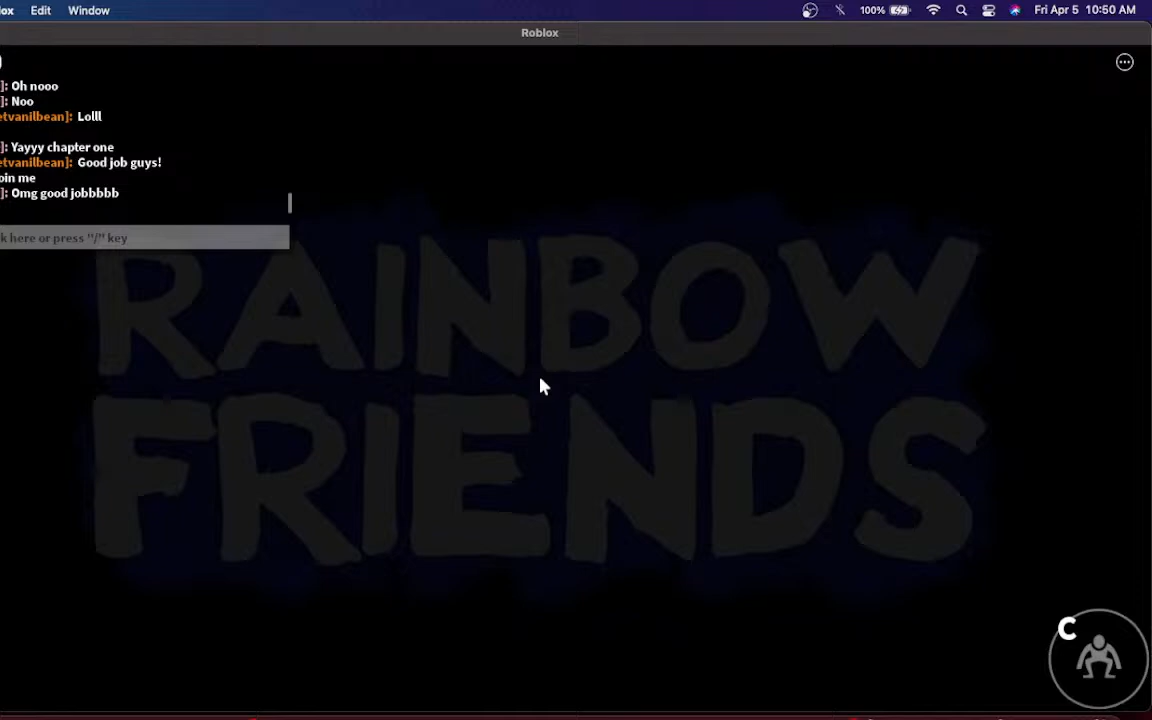 ox Edit Window 100% Fri Apr 5 10:50 AM
Roblox
]: Oh nooo
]: Noo
etvanilbean]: Lolll
]: Yayyy chapter one
etvanilbean]: Good job guys!
oin me
]: Omg good jobbbbb
k here or press "/" key
RAINBOW
FRIENDS
C